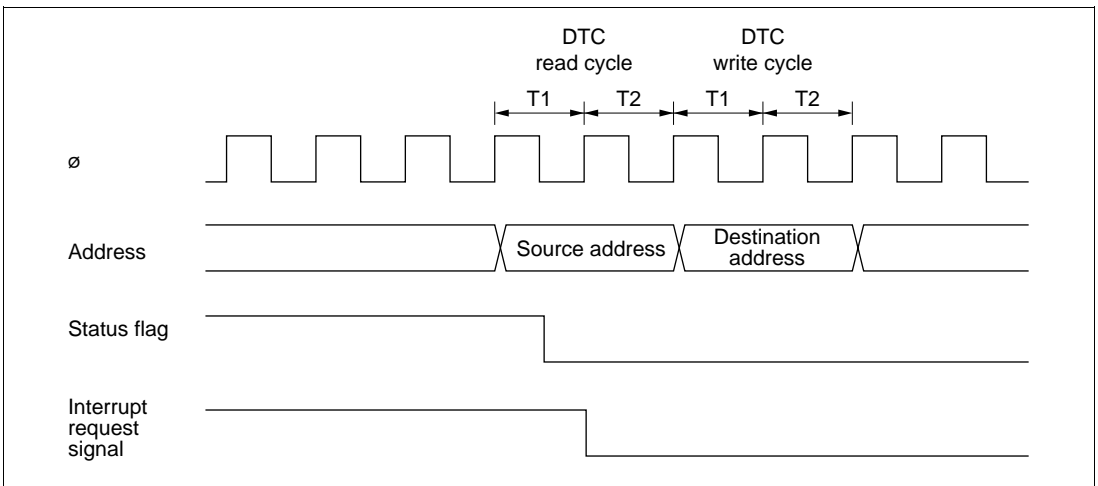 DTC
read cycle
DTC
write cycle
T1
T2
T1
T2
ø
Address
Source address
Destination
address
Status flag
Interrupt
request
signal